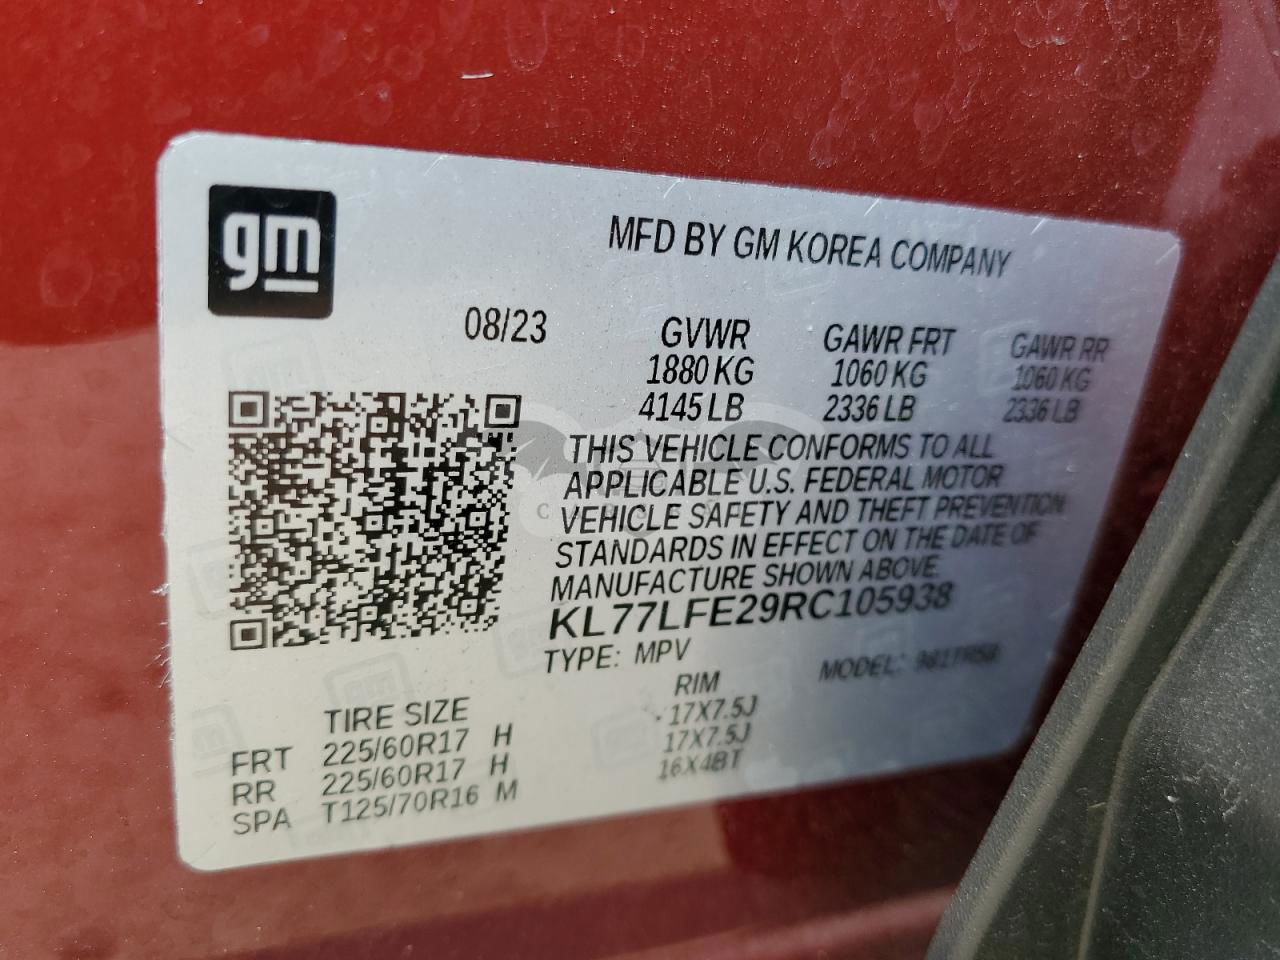 gm
MFD BY GM KOREA COMPANY
08/23 GVWR GAWR FRT GAWR RR
1880 KG 1060 KG 1060 KG
4145 LB 2336 LB 2336 LB
THIS VEHICLE CONFORMS TO ALL
APPLICABLE U.S. FEDERAL MOTOR
VEHICLE SAFETY AND THEFT PREVENTION
STANDARDS IN EFFECT ON THE DATE OF
MANUFACTURE SHOWN ABOVE.
KL77LFE29RC105938
TYPE: MPV MODEL:
TIRE SIZE RIM
FRT 225/60R17 H 17X7.5J
RR 225/60R17 H 17X7.5J
SPA T125/70R16 M 16X4BT